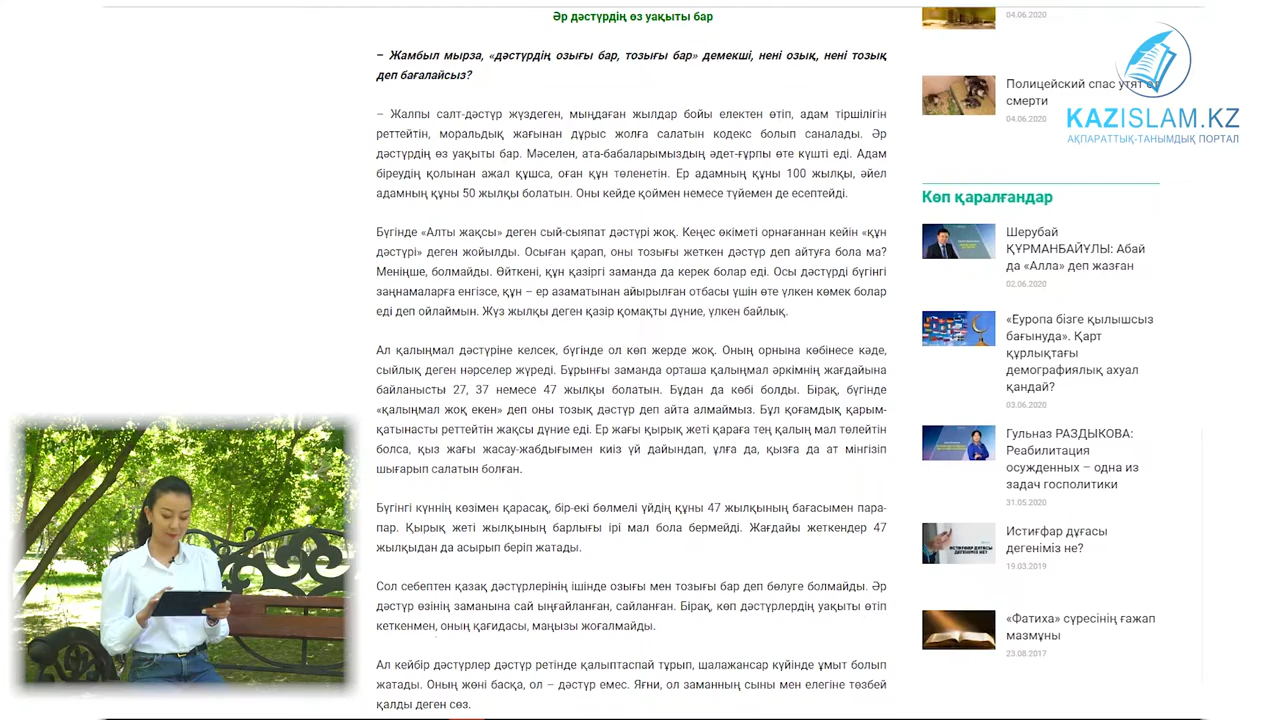 Әр дәстүрдің өз уақыты бар
– Жамбыл мырза, «дәстүрдің озығы бар, тозығы бар» демекші, нені озық, нені тозық
деп бағалайсыз?
– Жалпы салт-дәстүр жүздеген, мыңдаған жылдар бойы електен өтіп, адам тіршілігін
реттейтін, моральдық жағынан дұрыс жолға салатын кодекс болып саналады. Әр
дәстүрдің өз уақыты бар. Мәселен, ата-бабаларымыздың әдет-ғұрпы өте күшті еді. Адам
біреудің қолынан ажал құшса, оған құн төленетін. Ер адамның құны 100 жылқы, әйел
адамның құны 50 жылқы болатын. Оны кейде қоймен немесе түйемен де есептейді.
Бүгінде «Алты жақсы» деген сый-сыяпат дәстүрі жоқ. Кеңес өкіметі орнағаннан кейін «құн
дәстүрі» деген жойылды. Осыған қарап, оны тозығы жеткен дәстүр деп айтуға бола ма?
Меніңше, болмайды. Өйткені, құн қазіргі заманда да керек болар еді. Осы дәстүрді бүгінгі
заңнамаларға енгізсе, құн – ер азаматынан айырылған отбасы үшін өте үлкен көмек болар
еді деп ойлаймын. Жүз жылқы деген қазір қомақты дүние, үлкен байлық.
Ал қалыңмал дәстүріне келсек, бүгінде ол көп жерде жоқ. Оның орнына көбінесе кәде,
сыйлық деген нәрселер жүреді. Бұрынғы заманда орташа қалыңмал әркімнің жағдайына
байланысты 27, 37 немесе 47 жылқы болатын. Бұдан да көбі болды. Бірақ, бүгінде
«қалыңмал жоқ екен» деп оны тозық дәстүр деп айта алмаймыз. Бұл қоғамдық қарым-
қатынасты реттейтін жақсы дүние еді. Ер жағы қырық жеті қараға тең қалың мал төлейтін
болса, қыз жағы жасау-жабдығымен киіз үй дайындап, ұлға да, қызға да ат мінгізіп
шығарып салатын болған.
Бүгінгі күннің көзімен қарасақ, бір-екі бөлмелі үйдің құны 47 жылқының бағасымен пара-
пар. Қырық жеті жылқының барлығы ірі мал бола бермейді. Жағдайы жеткендер 47
жылқыдан да асырып беріп жатады.
Сол себептен қазақ дәстүрлерінің ішінде озығы мен тозығы бар деп бөлуге болмайды. Әр
дәстүр өзінің заманына сай ыңғайланған, сайланған. Бірақ, көп дәстүрлердің уақыты өтіп
кеткенмен, оның қағидасы, маңызы жоғалмайды.
Ал кейбір дәстүрлер дәстүр ретінде қалыптаспай тұрып, шалажансар күйінде ұмыт болып
жатады. Оның жөні басқа, ол – дәстүр емес. Яғни, ол заманның сыны мен елегіне төзбей
қалды деген сөз.
04.06.2020
Полицейский спас утят от
смерти
04.06.2020
KAZISLAM.KZ
АҚПАРАТТЫҚ-ТАНЫМДЫҚ ПОРТАЛ
Көп қаралғандар
Шерубай
ҚҰРМАНБАЙҰЛЫ: Абай
да «Алла» деп жазған
02.06.2020
«Еуропа бізге қылышсыз
бағынуда». Қарт
құрлықтағы
демографиялық ахуал
қандай?
03.06.2020
Гульназ РАЗДЫКОВА:
Реабилитация
осужденных – одна из
задач госполитики
31.05.2020
ИСТИҒФАР ДҰҒАСЫ
ДЕГЕНІМІЗ НЕ?
Истиғфар дұғасы
дегеніміз не?
19.03.2019
«Фатиха» сүресінің ғажап
мазмұны
23.08.2017